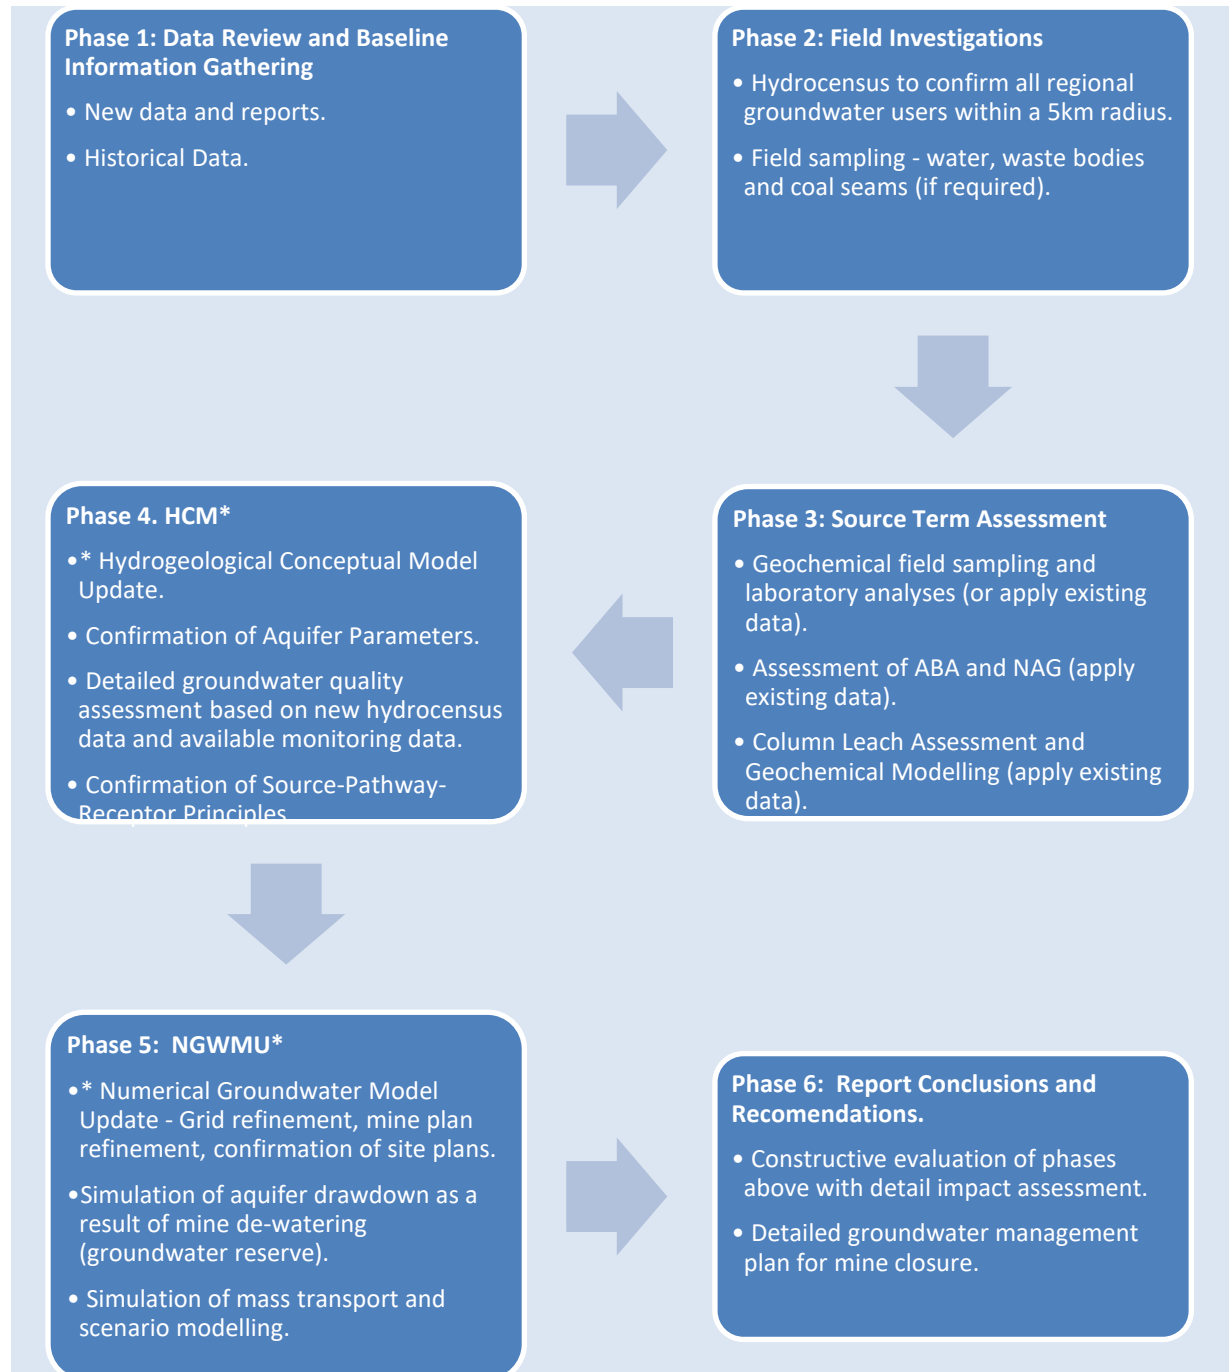 Phase 1: Data Review and Baseline
Information Gathering
• New data and reports.
• Historical Data.
Phase 2: Field Investigations
• Hydrocensus to confirm all regional
groundwater users within a 5km radius.
• Field sampling - water, waste bodies
and coal seams (if required).
Phase 3: Source Term Assessment
• Geochemical field sampling and
laboratory analyses (or apply existing
data).
• Assessment of ABA and NAG (apply
existing data).
• Column Leach Assessment and
Geochemical Modelling (apply existing
data).
Phase 4. HCM*
•* Hydrogeological Conceptual Model
Update.
• Confirmation of Aquifer Parameters.
• Detailed groundwater quality
assessment based on new hydrocensus
data and available monitoring data.
• Confirmation of Source-Pathway-
Receptor Principles
Phase 5:  NGWMU*
•* Numerical Groundwater Model
Update - Grid refinement, mine plan
refinement, confirmation of site plans.
•Simulation of aquifer drawdown as a
result of mine de-watering
(groundwater reserve).
• Simulation of mass transport and
scenario modelling.
Phase 6:  Report Conclusions and
Recomendations.
• Constructive evaluation of phases
above with detail impact assessment.
• Detailed groundwater management
plan for mine closure.